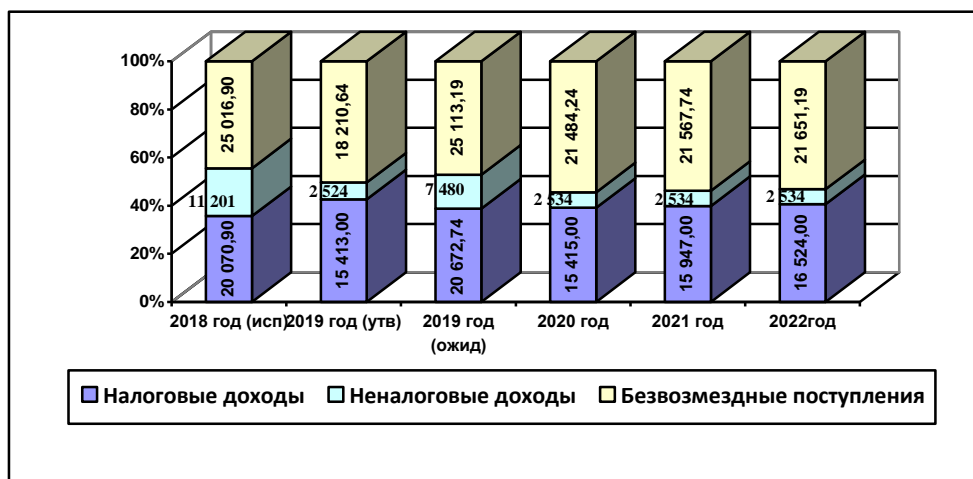 100%
80%
60%
40%
20%
0%
25 016,90
18 210,64
25 113,19
21 484,24
21 567,74
21 651,19
11 201
2 524
7 480
2 534
2 534
2 534
20 070,90
15 413,00
20 672,74
15 415,00
15 947,00
16 524,00
2018 год (исп)
2019 год (утв)
2019 год
(ожид)
2020 год
2021 год
2022год
Налоговые доходы
Неналоговые доходы
Безвозмездные поступления